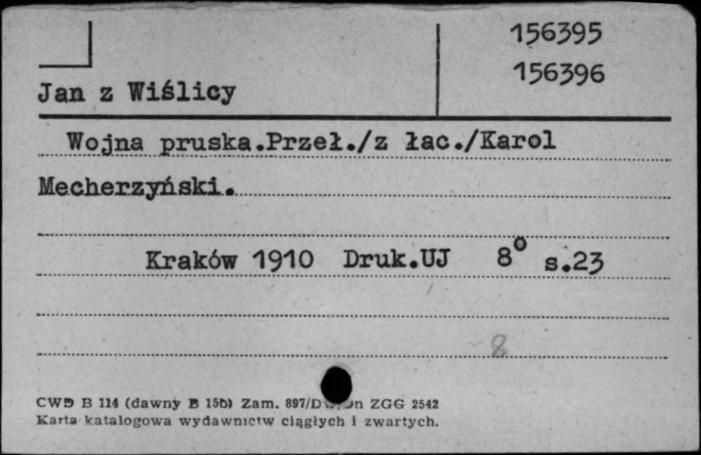 156395
156396
Jan z Wiślicy
Wojna pruska.Przeł./z łac./Karol
Mecherzyński.
Kraków 1910 Druk.UJ 8° s.23
8
CWD B 114 (dawny B 15b) Zam. 897/D ZGG 2542
Karta katalogowa wydawnictw ciągłych i zwartych.